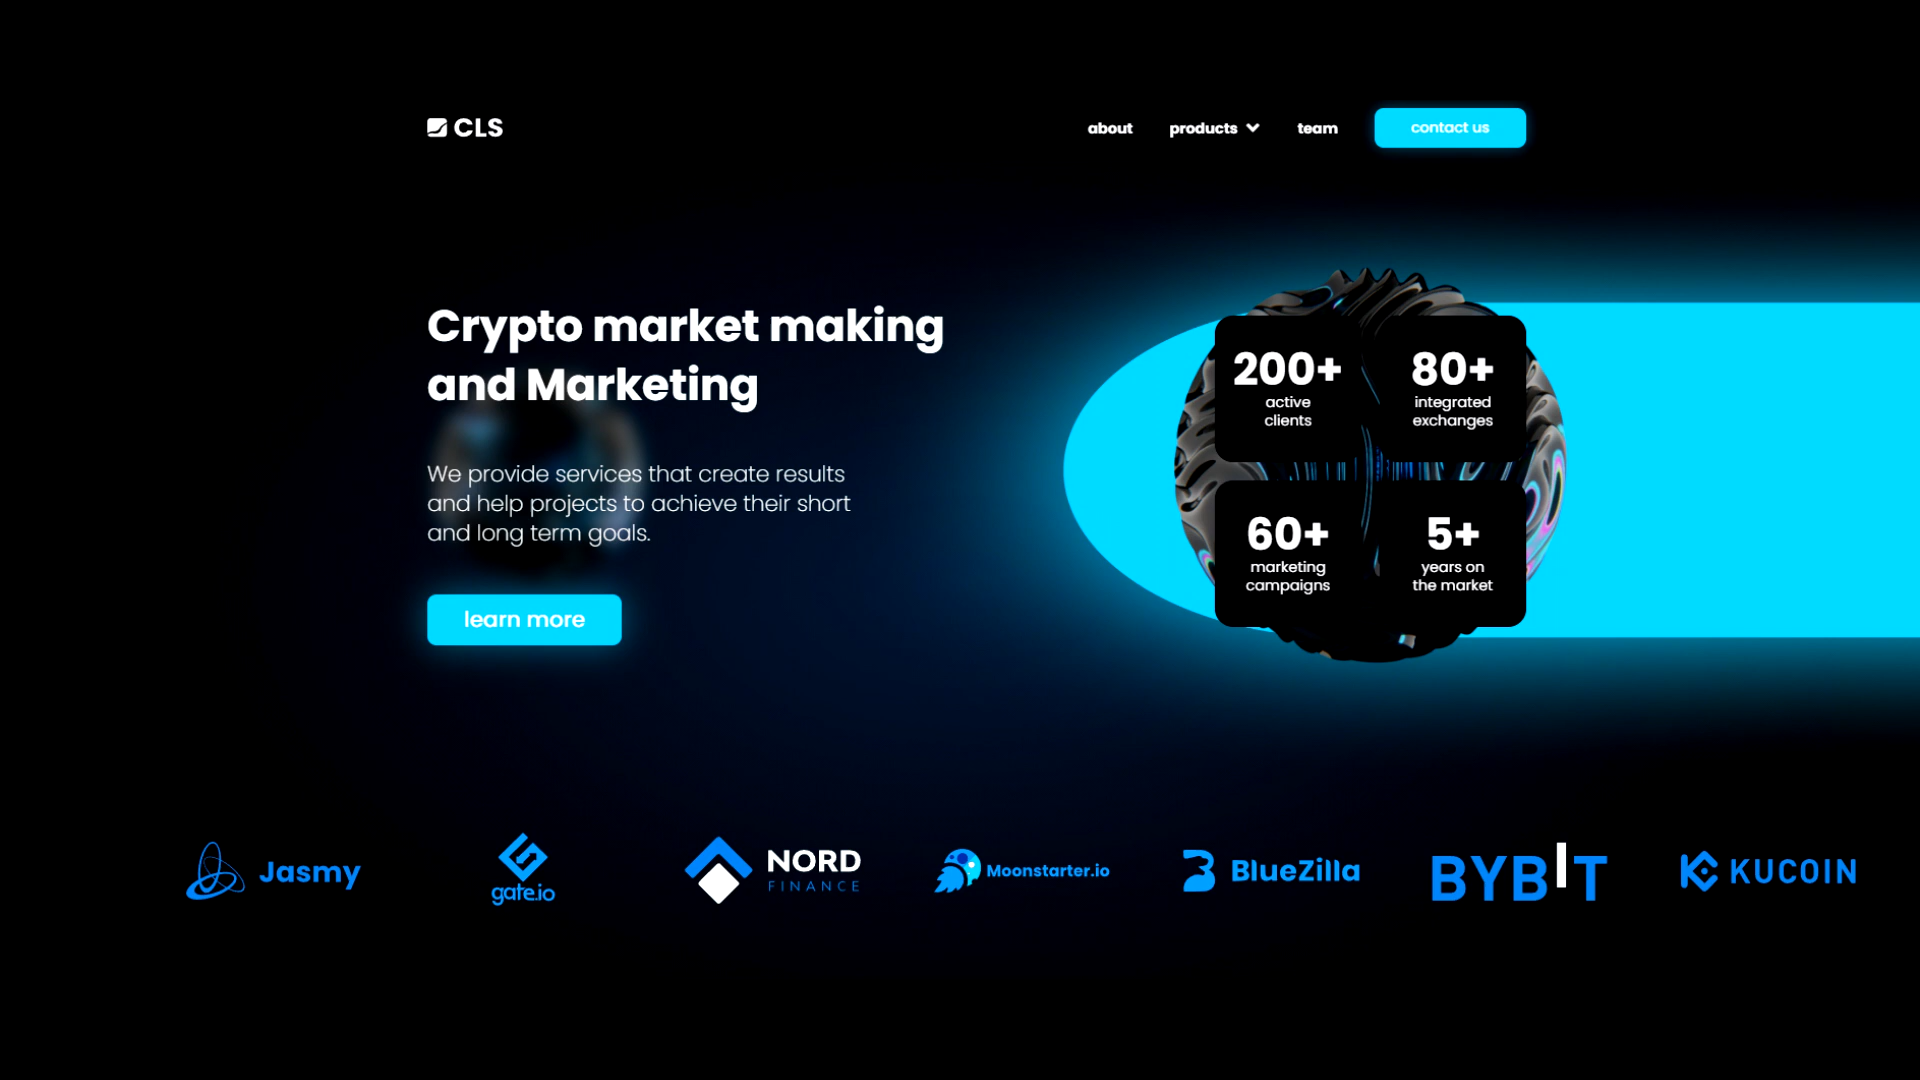 CLS
about
products
team
contact us
Crypto market making
and Marketing
We provide services that create results
and help projects to achieve their short
and long term goals.
learn more
200+
active
clients
80+
integrated
exchanges
60+
marketing
campaigns
5+
years on
the market
Jasmy
gate.io
NORD
FINANCE
Moonstarter.io
BlueZilla
BYBIT
KUCOIN